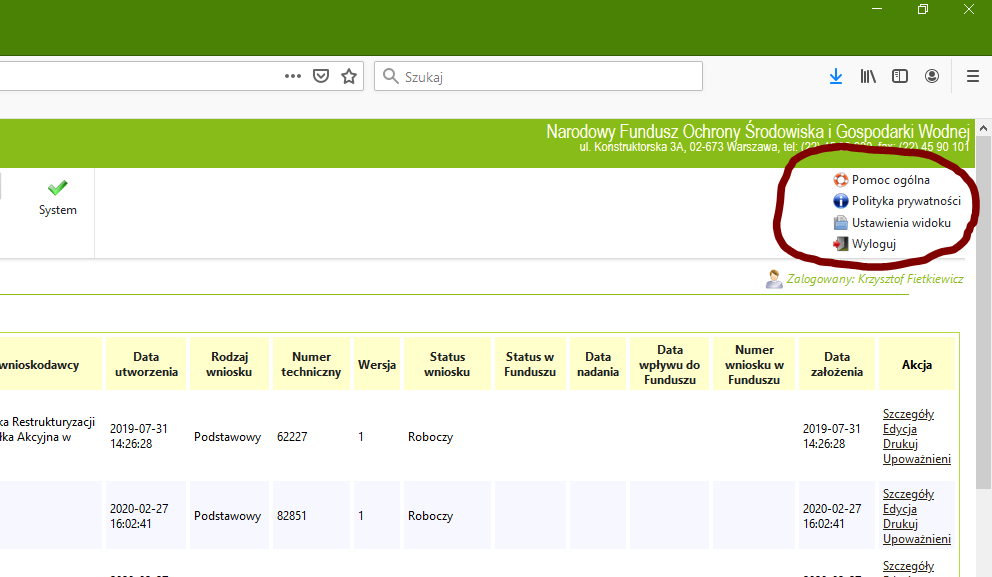 Szukaj
Narodowy Fundusz Ochrony Środowiska i Gospodarki Wodnej
ul. Konstruktorska 3A, 02-673 Warszawa, tel: (22) fax: (22) 45 90 101
System
Pomoc ogólna
Polityka prywatności
Ustawienia widoku
Wyloguj
Zalogowany: Krzysztof Fietkiewicz
wnioskodawcy Data utworzenia Rodzaj wniosku Numer techniczny Wersja Status wniosku Status w Funduszu Data nadania Data wpływu do Funduszu Numer wniosku w Funduszu Data założenia Akcja
ka Restrukturyzacji
łka Akcyjna w
2019-07-31
14:26:28
Podstawowy 62227 1 Roboczy
2019-07-31
14:26:28
Szczegóły
Edycja
Drukuj
Upoważnieni
2020-02-27
16:02:41
Podstawowy 82851 1 Roboczy
2020-02-27
16:02:41
Szczegóły
Edycja
Drukuj
Upoważnieni
Szczegóły